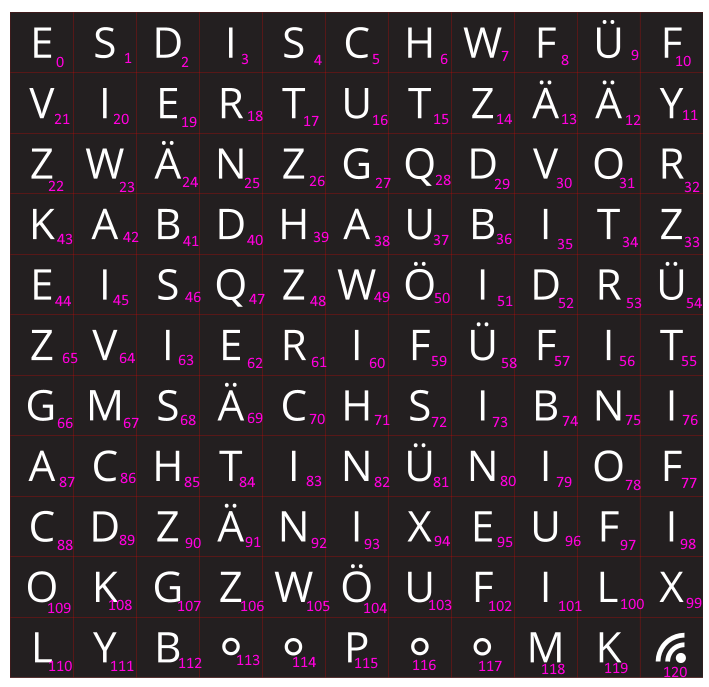 E 0 S 1 D 2 I 3 S 4 C 5 H 6 W 7 F 8 Ü 9 F 10
V 21 I 20 E 19 R 18 T 17 U 16 T 15 Z 14 Ä 13 Ä 12 Y 11
Z 22 W 23 Ä 24 N 25 Z 26 G 27 Q 28 D 29 V 30 O 31 R 32
K 43 A 42 B 41 D 40 H 39 A 38 U 37 B 36 I 35 T 34 Z 33
E 44 I 45 S 46 Q 47 Z 48 W 49 Ö 50 I 51 D 52 R 53 Ü 54
Z 65 V 64 I 63 E 62 R 61 I 60 F 59 Ü 58 F 57 I 56 T 55
G 66 M 67 S 68 Ä 69 C 70 H 71 S 72 I 73 B 74 N 75 I 76
A 87 C 86 H 85 T 84 I 83 N 82 Ü 81 N 80 I 79 O 78 F 77
C 88 D 89 Z 90 Ä 91 N 92 I 93 X 94 E 95 U 96 F 97 I 98
O 109 K 108 G 107 Z 106 W 105 Ö 104 U 103 F 102 I 101 L 100 X 99
L 110 Y 111 B 112 113 114 P 115 116 117 M 118 K 119 120